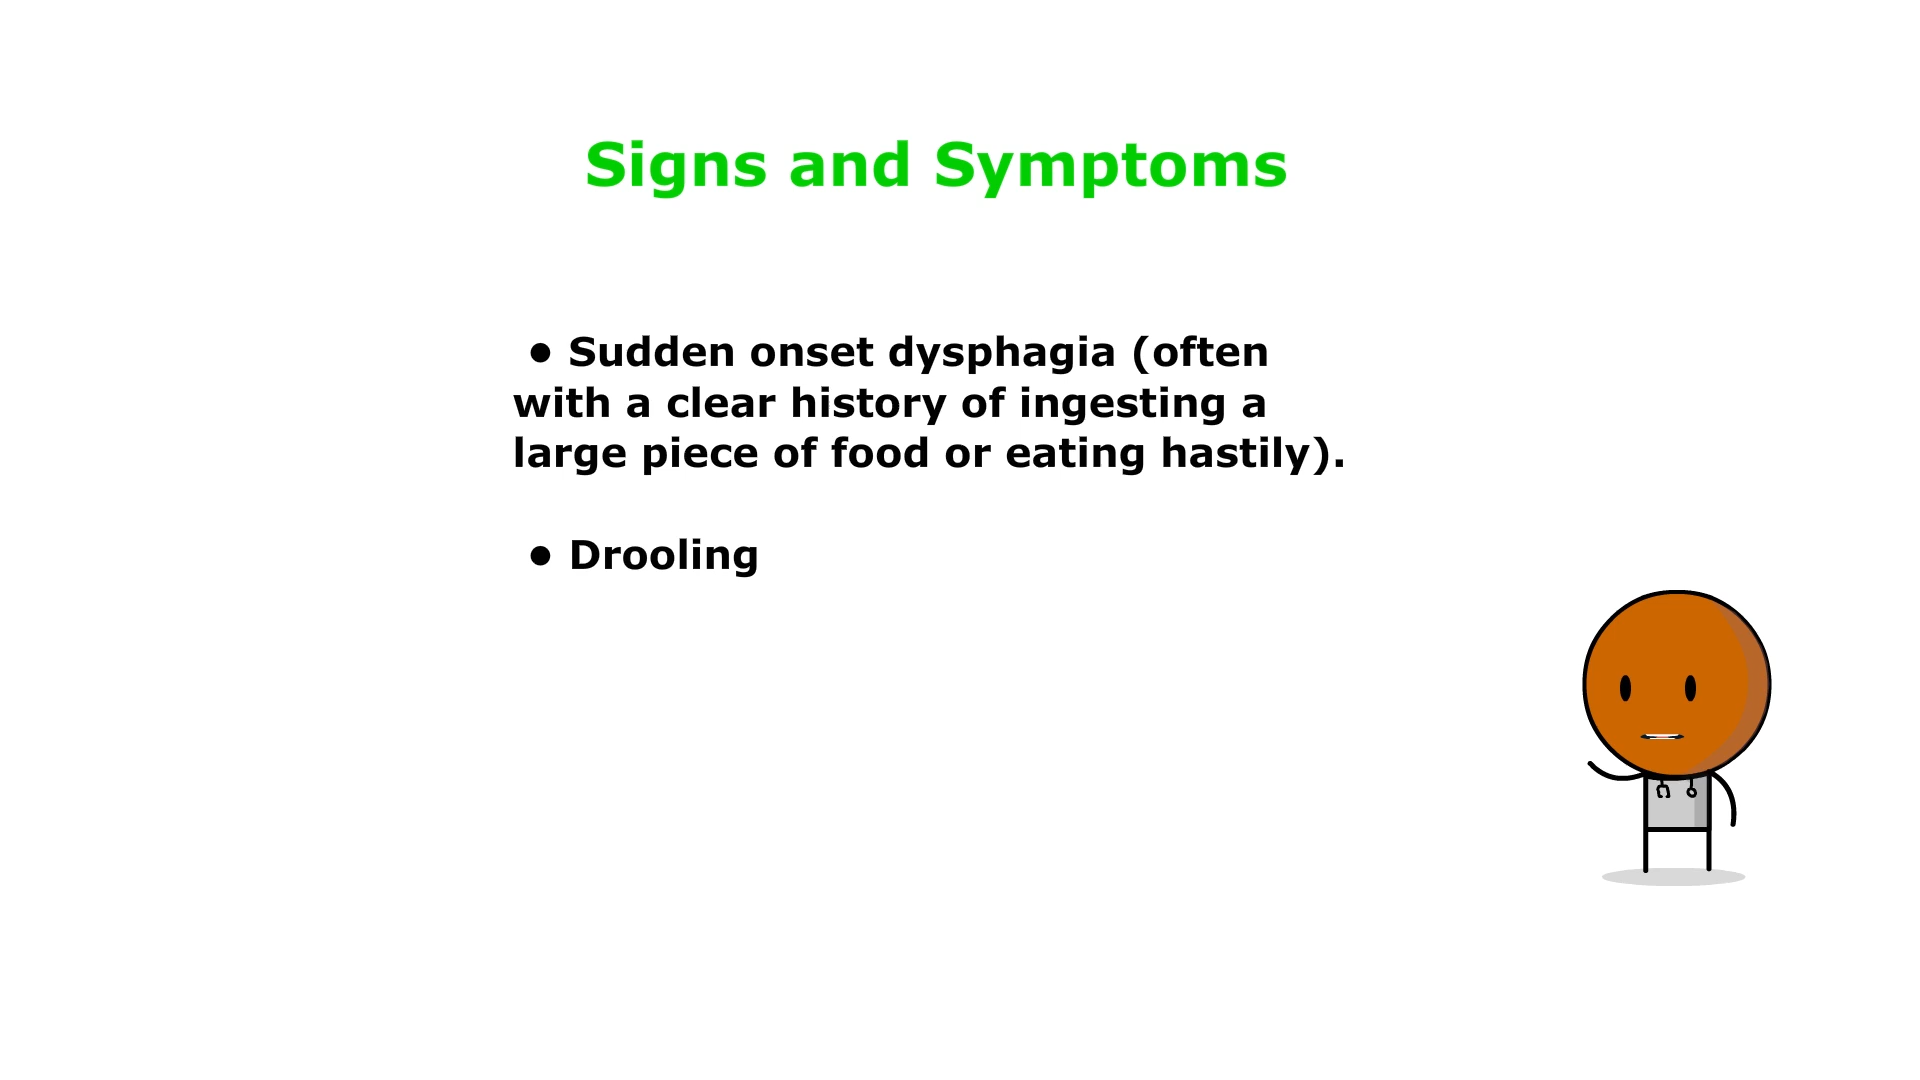 Signs and Symptoms
• Sudden onset dysphagia (often
with a clear history of ingesting a
large piece of food or eating hastily).
• Drooling